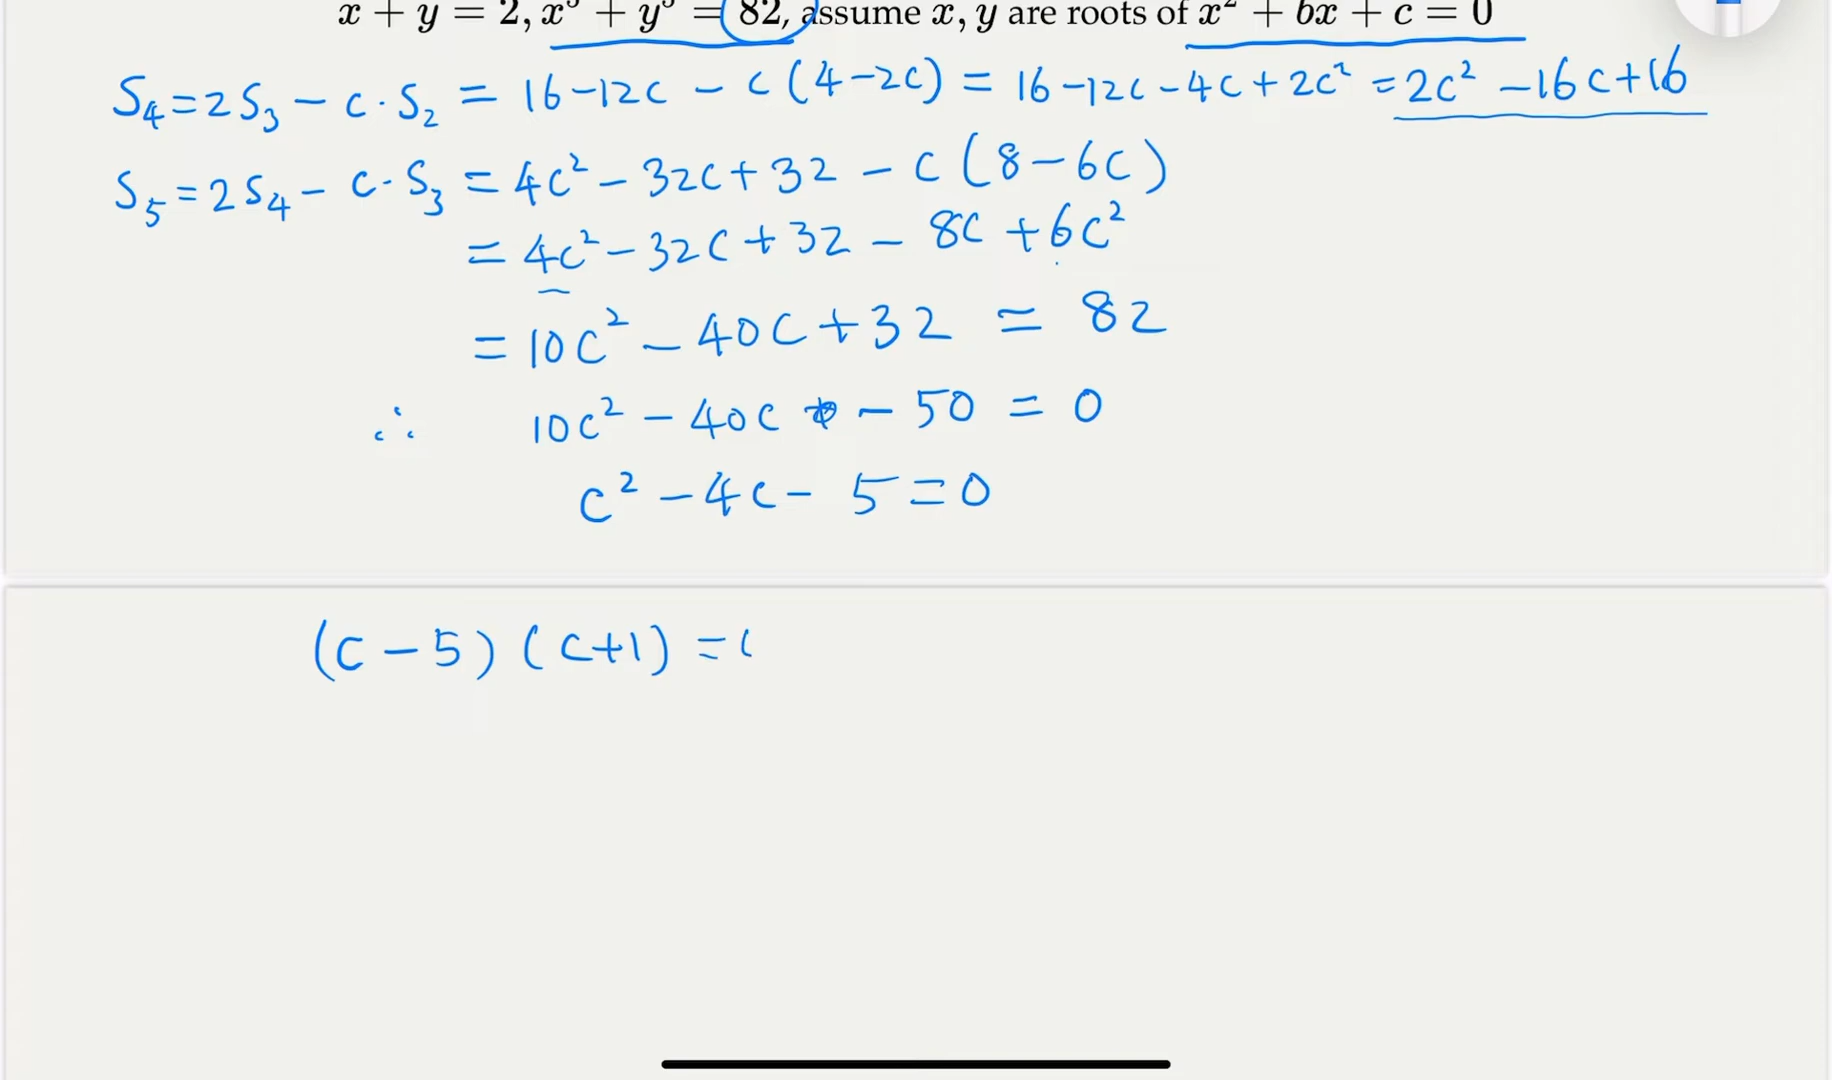 x + y = 2, x⁵ + y⁵ = 82, assume x, y are roots of x² + bx + c = 0
S₄ = 2S₃ - c·S₂ = 16-12c - c(4-2c) = 16-12c-4c+2c² = 2c² -16c+16
S₅ = 2S₄ - c·S₃ = 4c² - 32c + 32 - c(8-6c)
= 4c² - 32c + 32 - 8c + 6c²
= 10c² - 40c + 32 = 82
∴ 10c² - 40c - 50 = 0
c² - 4c - 5 = 0
(c - 5)(c+1) = (